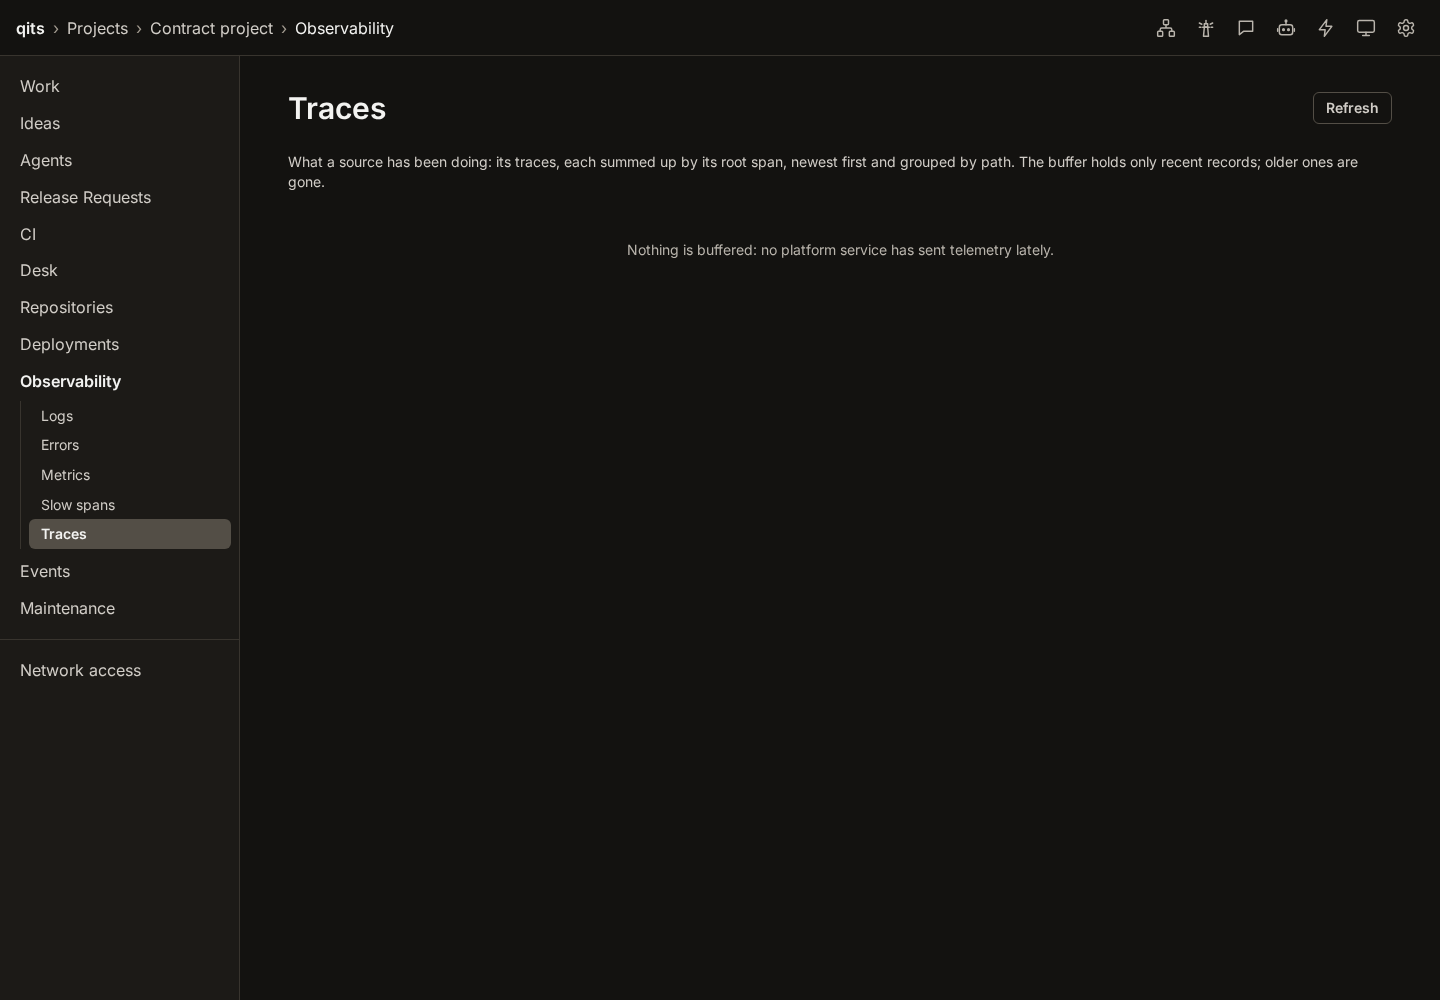 qits › Projects › Contract project › Observability
Work
Ideas
Agents
Release Requests
CI
Desk
Repositories
Deployments
Observability
Logs
Errors
Metrics
Slow spans
Traces
Events
Maintenance
Network access
Traces
Refresh
What a source has been doing: its traces, each summed up by its root span, newest first and grouped by path. The buffer holds only recent records; older ones are
gone.
Nothing is buffered: no platform service has sent telemetry lately.